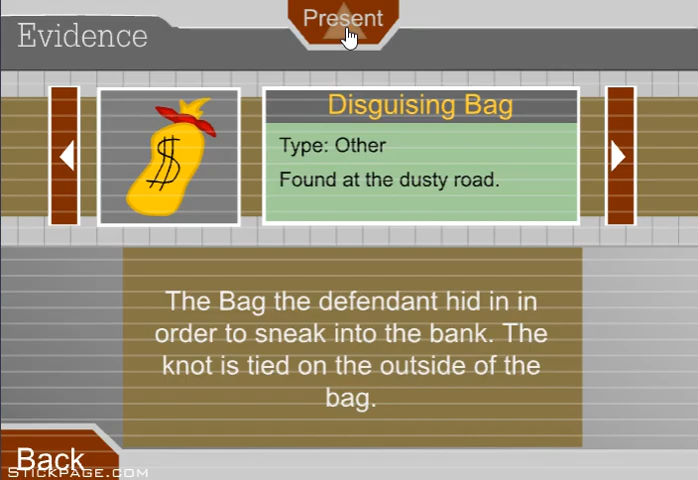 Present
Evidence
Disguising Bag
Type: Other
Found at the dusty road.
$
The Bag the defendant hid in in
order to sneak into the bank. The
knot is tied on the outside of the
bag.
Back
STICKPAGE.COM